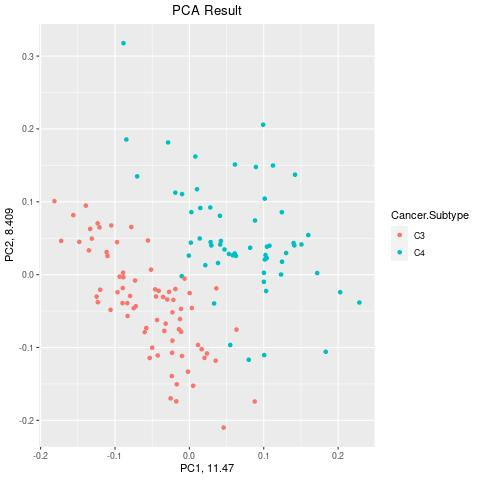 PCA Result
0.3
0.2
0.1
0.0
-0.1
-0.2
PC2, 8.409
-0.2 -0.1 0.0 0.1 0.2
PC1, 11.47
Cancer.Subtype
C3
C4